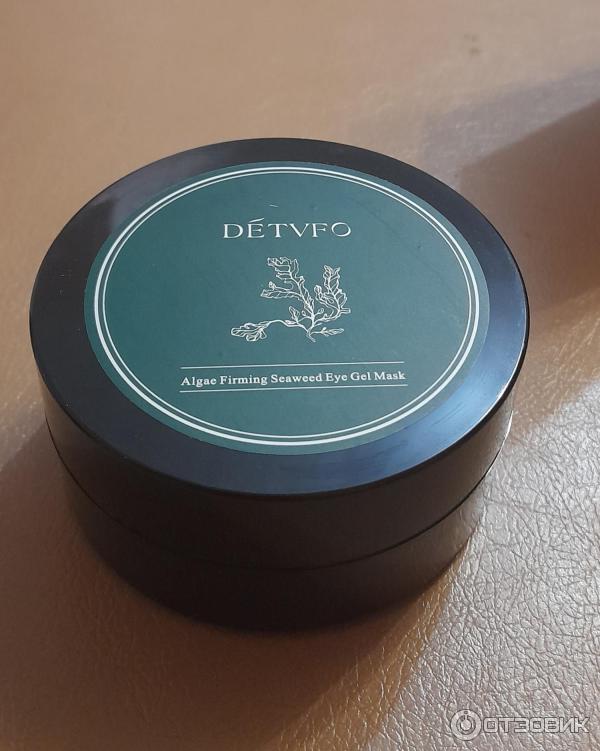 DÉTVFO
Algae Firming Seaweed Eye Gel Mask
ОТЗОВИК